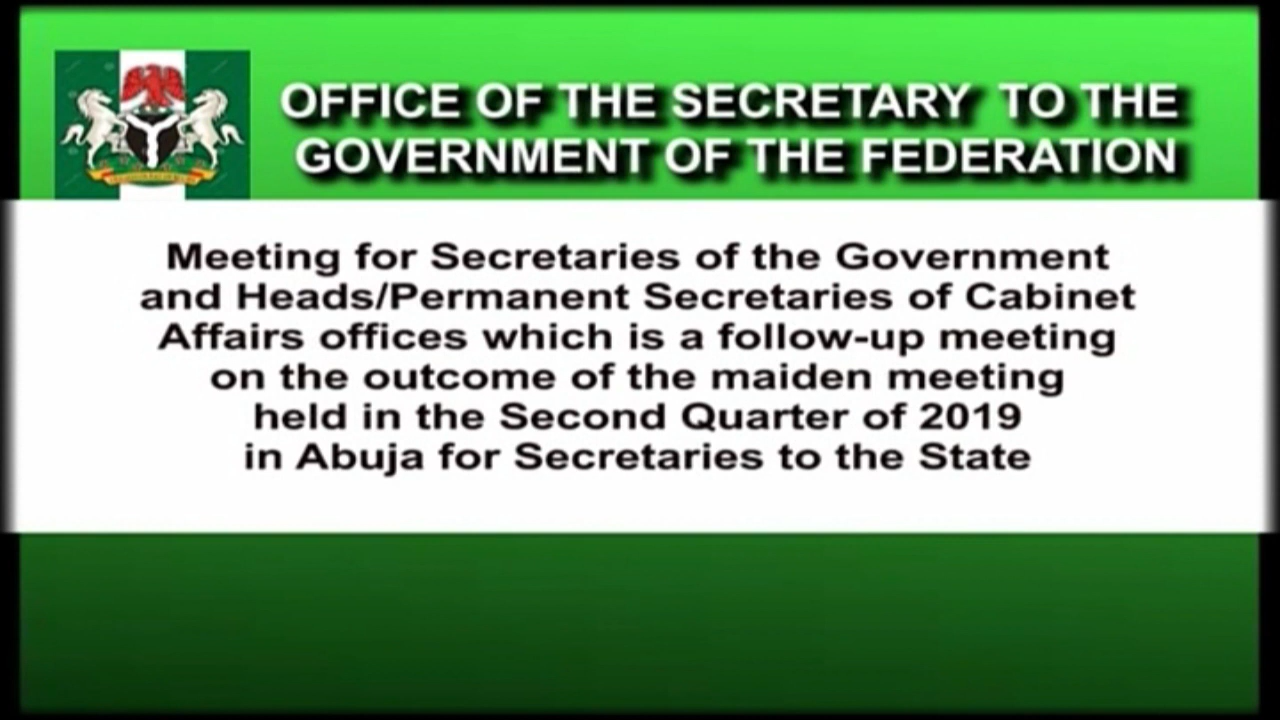 OFFICE OF THE SECRETARY TO THE
GOVERNMENT OF THE FEDERATION
Meeting for Secretaries of the Government
and Heads/Permanent Secretaries of Cabinet
Affairs offices which is a follow-up meeting
on the outcome of the maiden meeting
held in the Second Quarter of 2019
in Abuja for Secretaries to the State